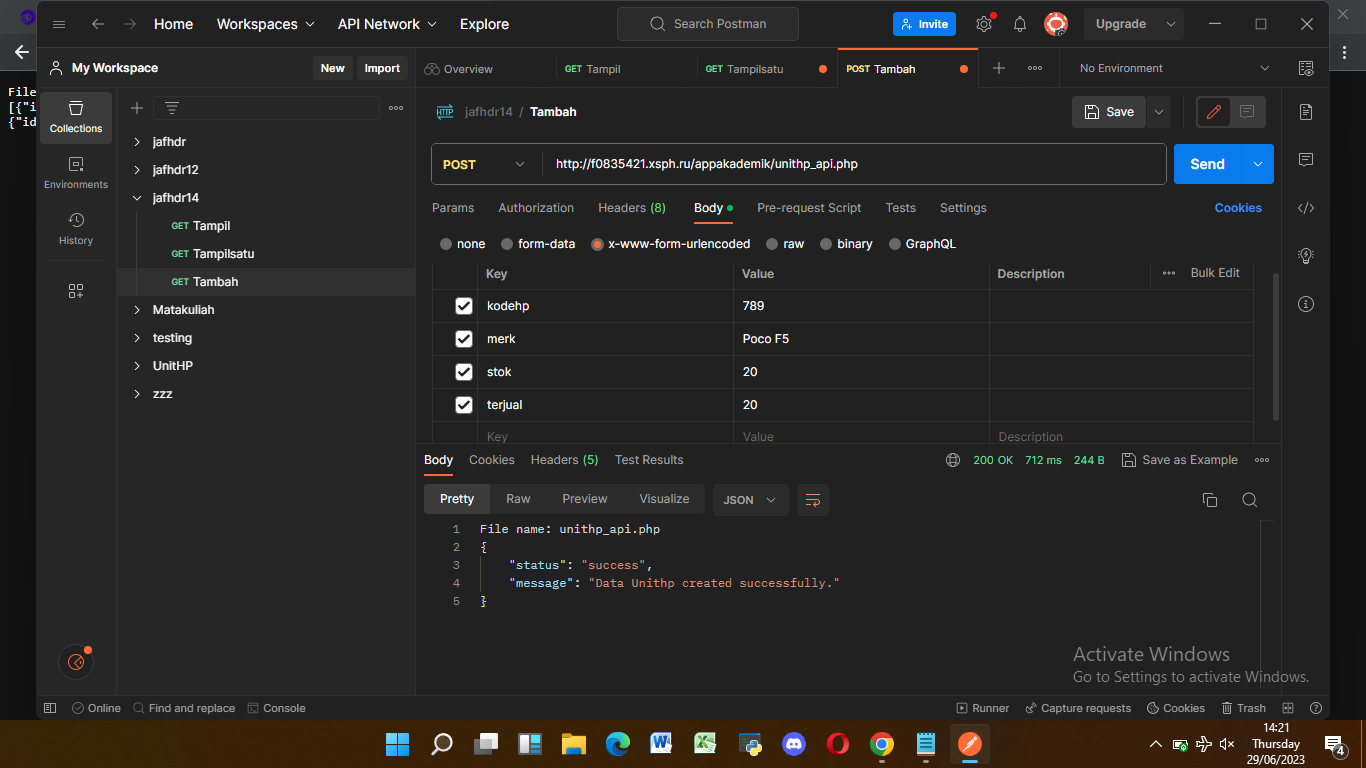 Home Workspaces API Network Explore Search Postman Invite Upgrade
My Workspace New Import Overview GET Tampil GET Tampilsatu POST Tambah No Environment
File
[{"i
{"id
Collections
Environments
History
jafhdr
jafhdr12
jafhdr14
GET Tampil
GET Tampilsatu
GET Tambah
Matakuliah
testing
UnitHP
zzz
HTTP jafhdr14 / Tambah Save
POST http://f0835421.xsph.ru/appakademik/unithp_api.php Send
Params Authorization Headers (8) Body Pre-request Script Tests Settings Cookies
none form-data x-www-form-urlencoded raw binary GraphQL
Key Value Description Bulk Edit
kodehp 789
merk Poco F5
stok 20
terjual 20
Key Value Description
Body Cookies Headers (5) Test Results 200 OK 712 ms 244 B Save as Example
Pretty Raw Preview Visualize JSON
1 File name: unithp_api.php
2 {
3 "status": "success",
4 "message": "Data Unithp created successfully."
5 }
Activate Windows
Go to Settings to activate Windows.
Online Find and replace Console Runner Capture requests Cookies Trash
14:21
Thursday
29/06/2023
4